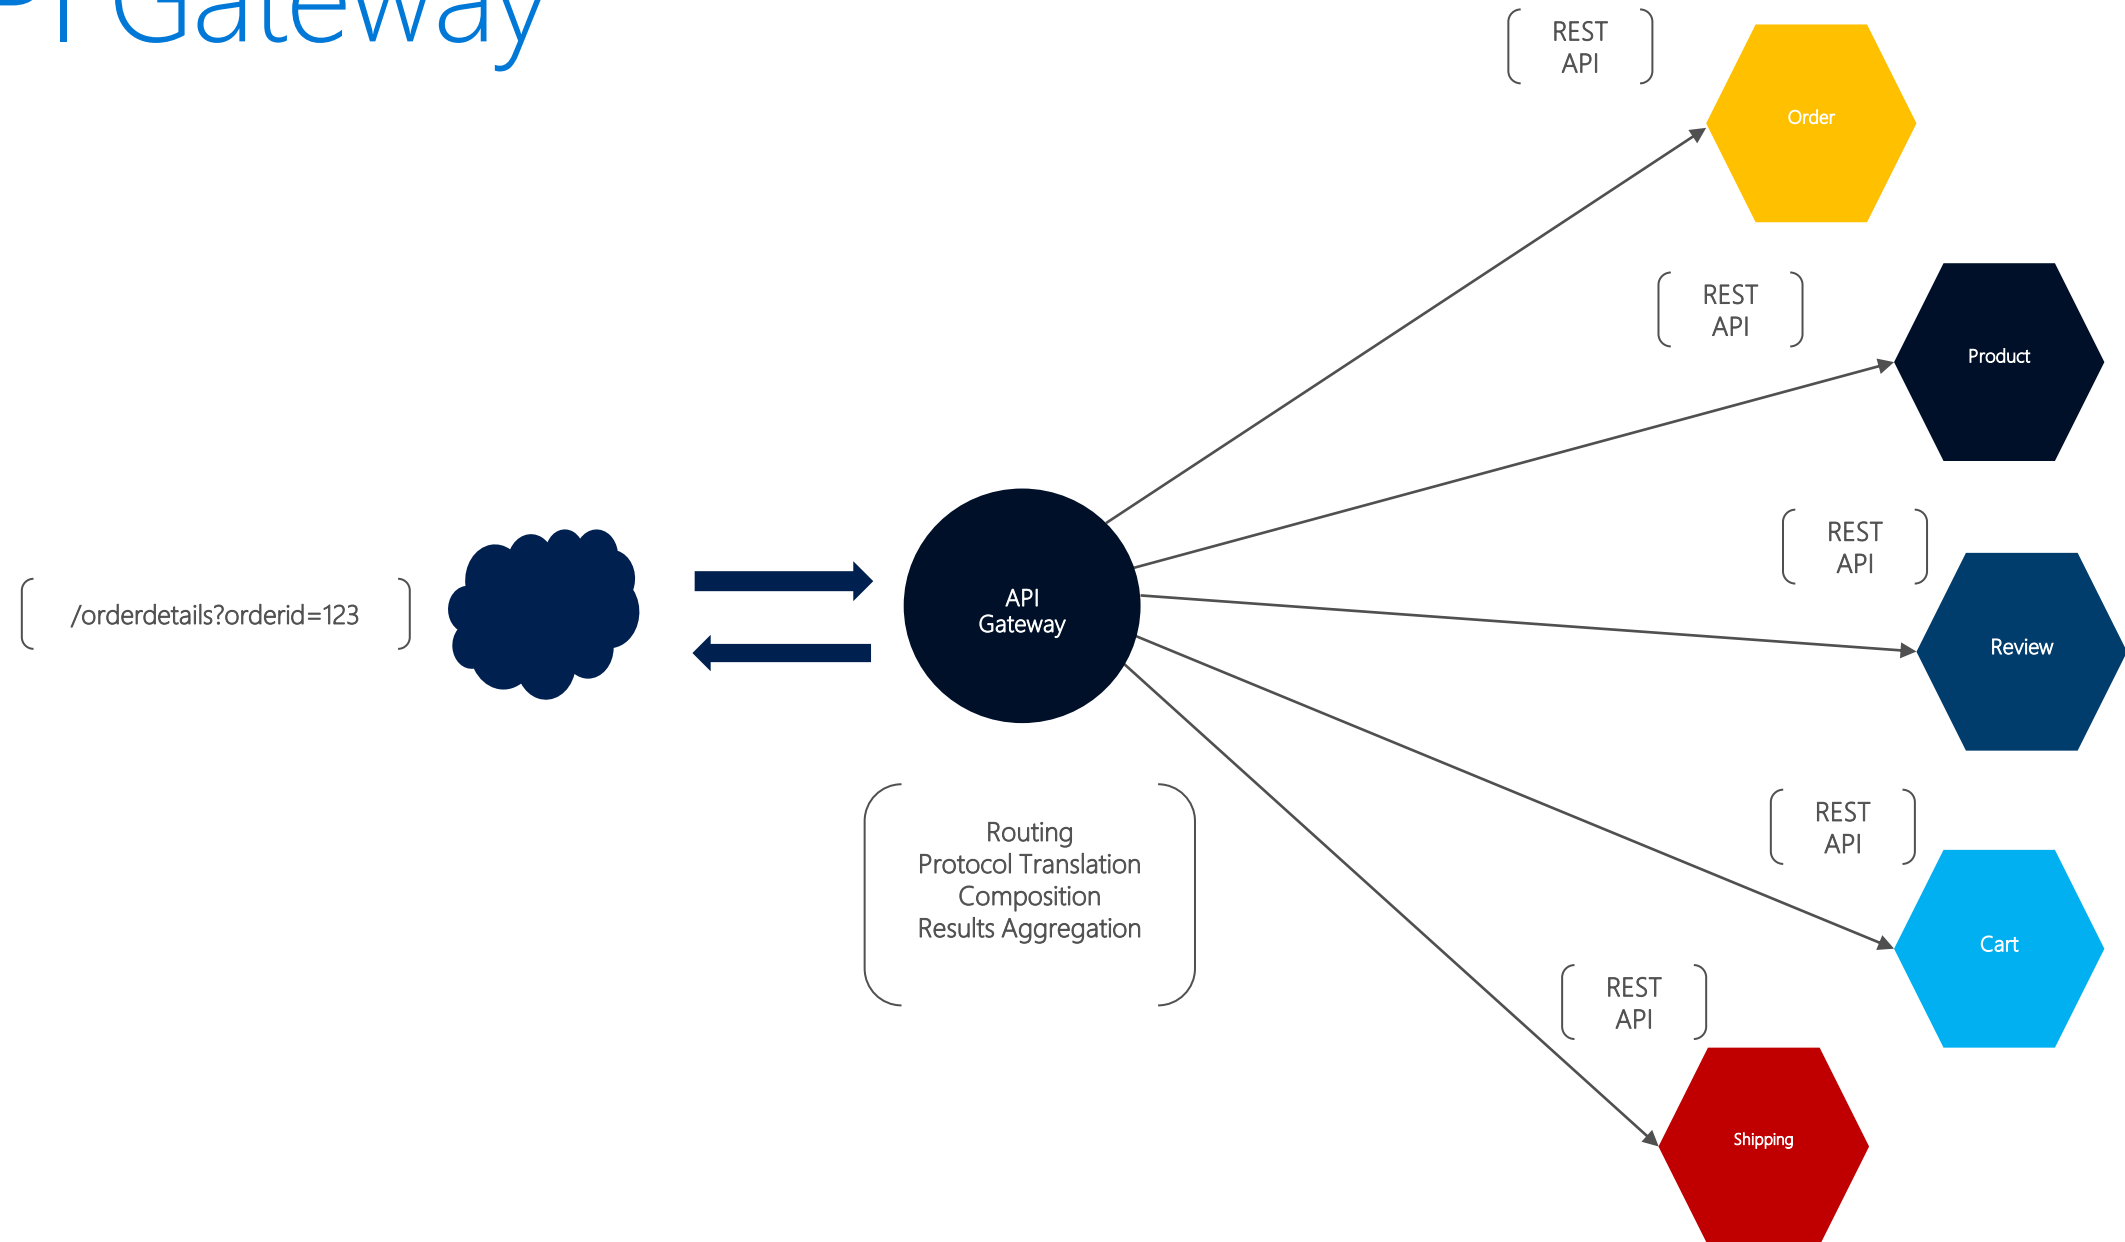 PI Gateway
REST
API
Order
REST
API
Product
REST
API
Review
/orderdetails?orderid=123
API
Gateway
Routing
Protocol Translation
Composition
Results Aggregation
REST
API
Cart
REST
API
Shipping